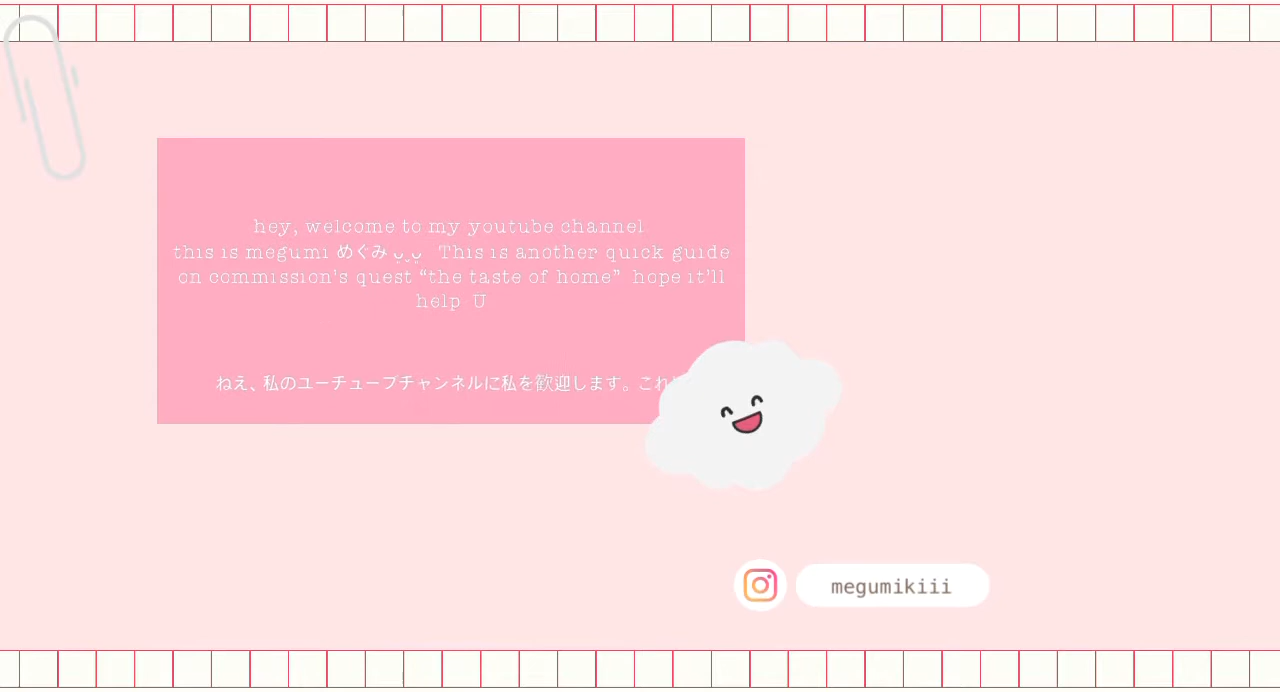 hey, welcome to my youtube channel
this is megumi めぐみ ᴗ͈ˬᴗ͈ This is another quick guide
on commission's quest “the taste of home” hope it'll
help U
ねえ、私のユーチューブチャンネルに私を歓迎します。これ
megumikiii